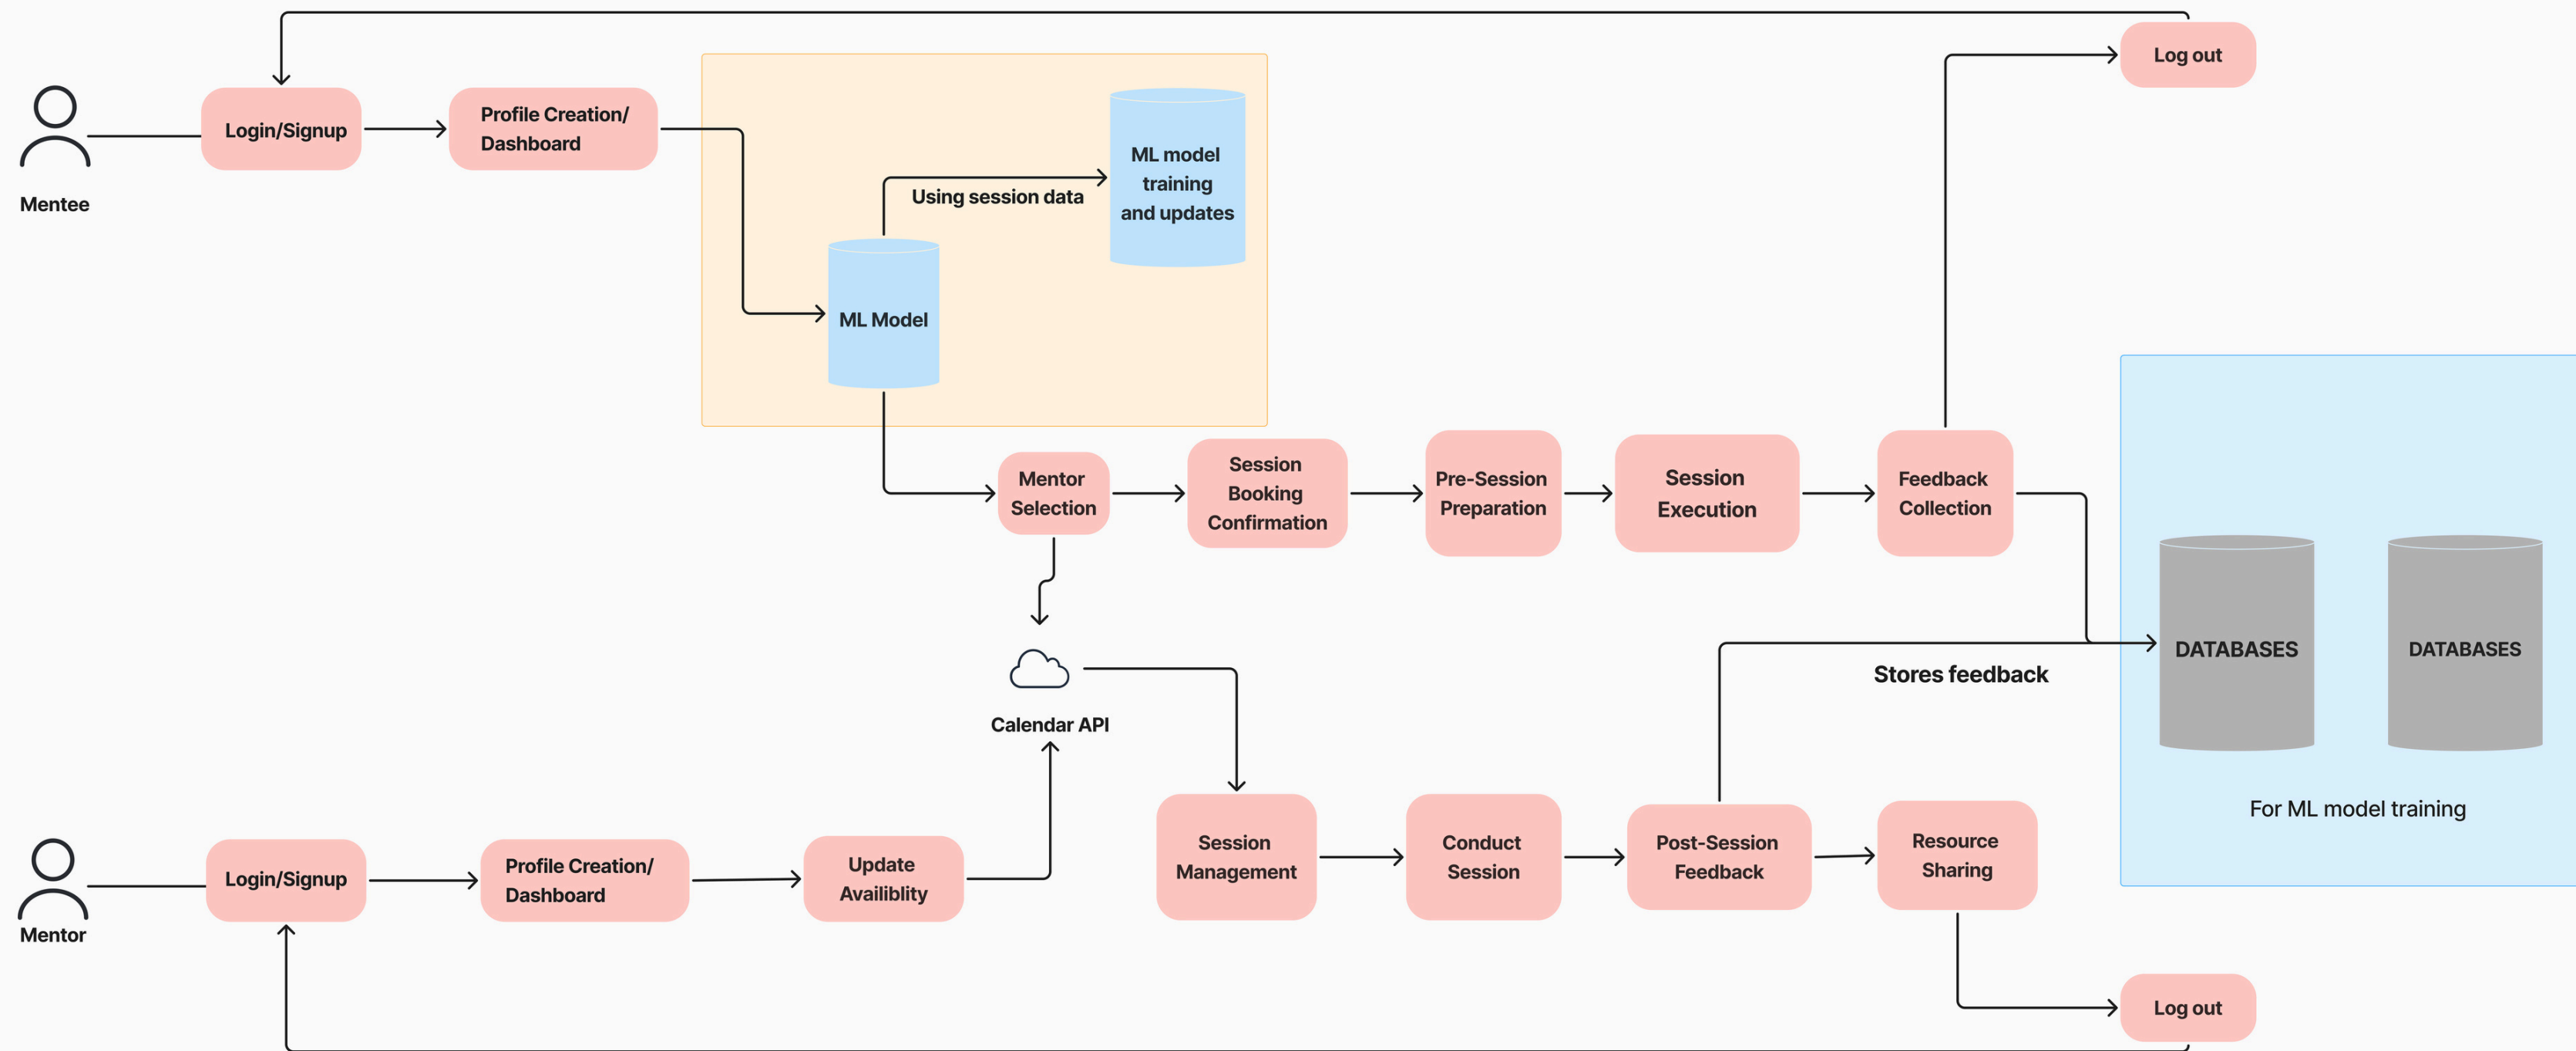 Log out
Login/Signup
Profile Creation/
Dashboard
Mentee
ML model
training
and updates
Using session data
ML Model
Mentor
Selection
Session
Booking
Confirmation
Pre-Session
Preparation
Session
Execution
Feedback
Collection
DATABASES
DATABASES
Stores feedback
For ML model training
Calendar API
Mentor
Login/Signup
Profile Creation/
Dashboard
Update
Availiblity
Session
Management
Conduct
Session
Post-Session
Feedback
Resource
Sharing
Log out